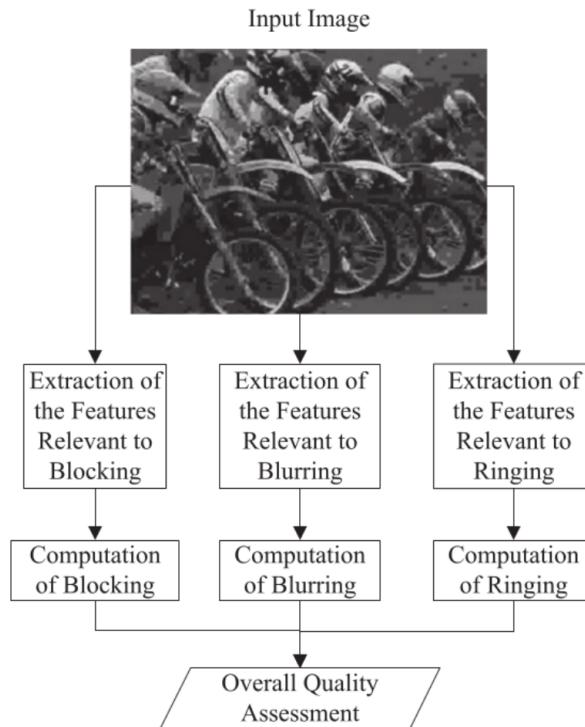 Input Image
Extraction of
the Features
Relevant to
Blocking
Extraction of
the Features
Relevant to
Blurring
Extraction of
the Features
Relevant to
Ringing
Computation
of Blocking
Computation
of Blurring
Computation
of Ringing
Overall Quality
Assessment